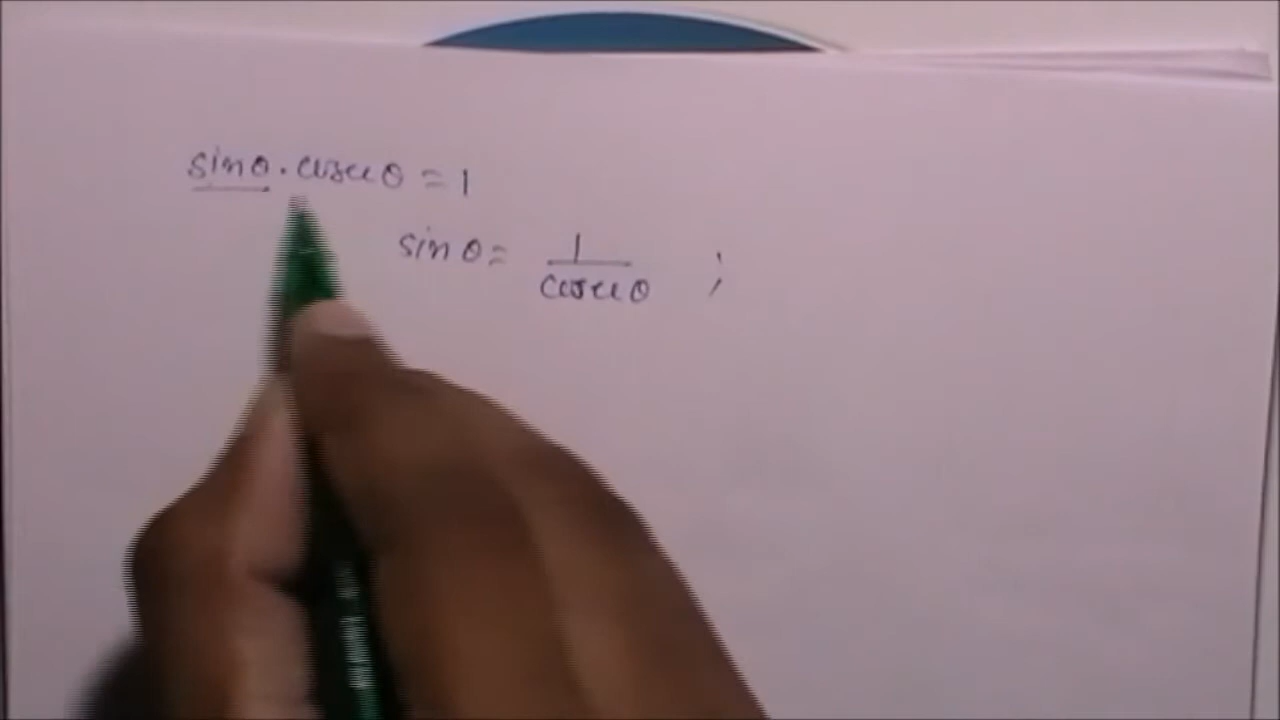 sinθ . cosecθ = 1
sinθ = 1/cosecθ ;